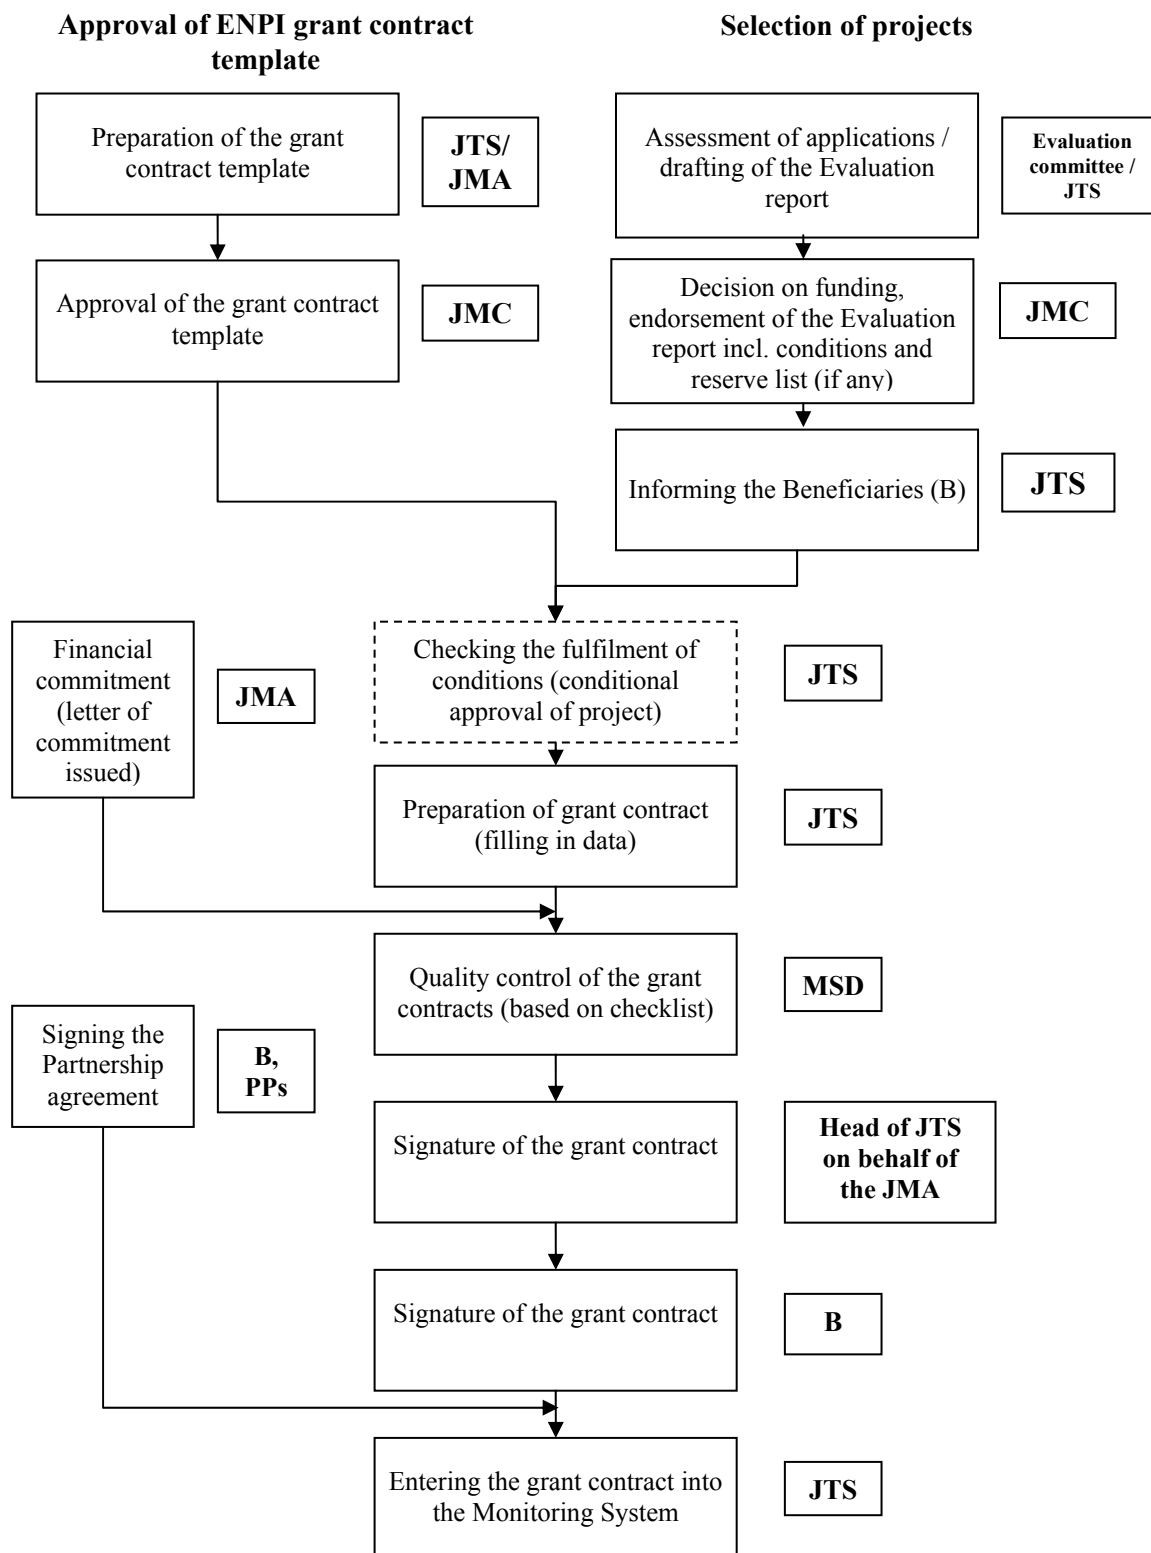 Approval of ENPI grant contract
template
Selection of projects
Preparation of the grant
contract template
JTS/
JMA
Assessment of applications /
drafting of the Evaluation
report
Evaluation
committee /
JTS
Approval of the grant contract
template
JMC
Decision on funding,
endorsement of the Evaluation
report incl. conditions and
reserve list (if any)
JMC
Informing the Beneficiaries (B)
JTS
Financial
commitment
(letter of
commitment
issued)
JMA
Checking the fulfilment of
conditions (conditional
approval of project)
JTS
Preparation of grant contract
(filling in data)
JTS
Quality control of the grant
contracts (based on checklist)
MSD
Signing the
Partnership
agreement
B,
PPs
Signature of the grant contract
Head of JTS
on behalf of
the JMA
Signature of the grant contract
B
Entering the grant contract into
the Monitoring System
JTS